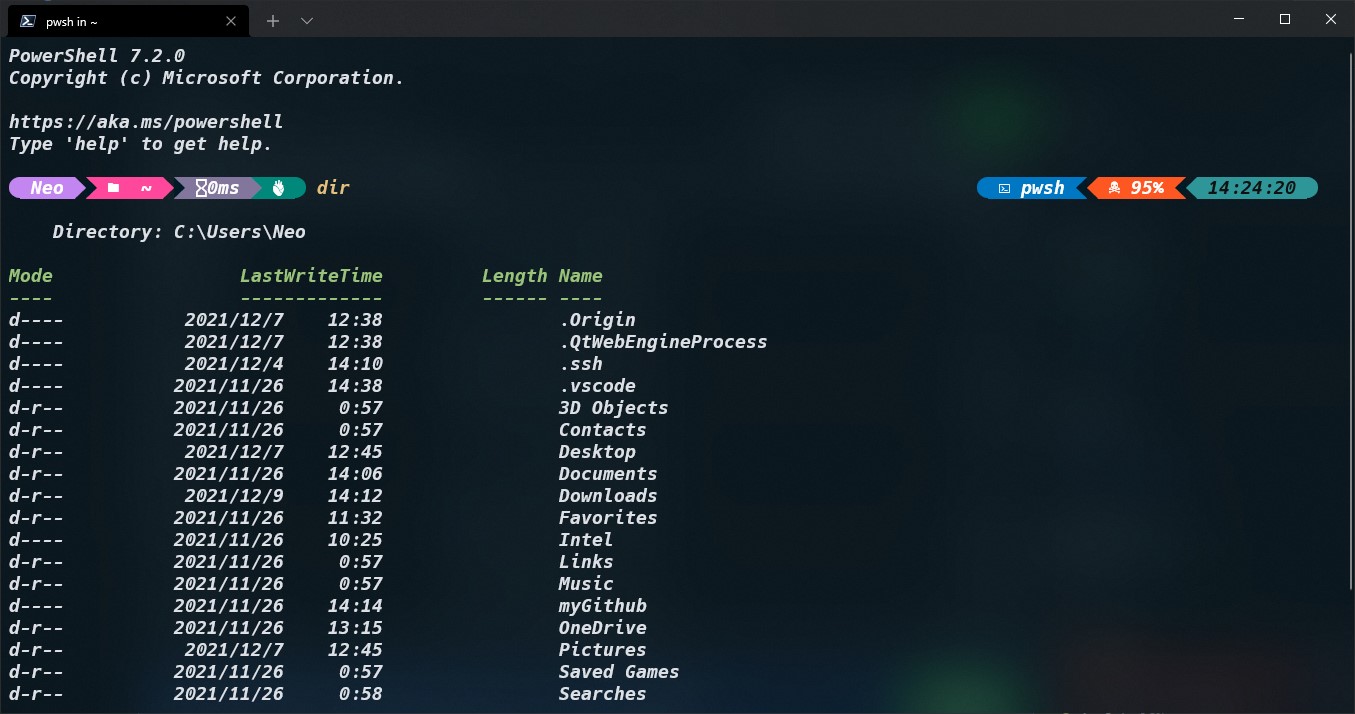 pwsh in ~
PowerShell 7.2.0
Copyright (c) Microsoft Corporation.
https://aka.ms/powershell
Type 'help' to get help.
Neo ~ 0ms dir pwsh 95% 14:24:20
Directory: C:\Users\Neo
Mode LastWriteTime Length Name
---- ------------- ------ ----
d---- 2021/12/7 12:38 .Origin
d---- 2021/12/7 12:38 .QtWebEngineProcess
d---- 2021/12/4 14:10 .ssh
d---- 2021/11/26 14:38 .vscode
d-r-- 2021/11/26 0:57 3D Objects
d-r-- 2021/11/26 0:57 Contacts
d-r-- 2021/12/7 12:45 Desktop
d-r-- 2021/11/26 14:06 Documents
d-r-- 2021/12/9 14:12 Downloads
d-r-- 2021/11/26 11:32 Favorites
d---- 2021/11/26 10:25 Intel
d-r-- 2021/11/26 0:57 Links
d-r-- 2021/11/26 0:57 Music
d---- 2021/11/26 14:14 myGithub
d-r-- 2021/11/26 13:15 OneDrive
d-r-- 2021/12/7 12:45 Pictures
d-r-- 2021/11/26 0:57 Saved Games
d-r-- 2021/11/26 0:58 Searches